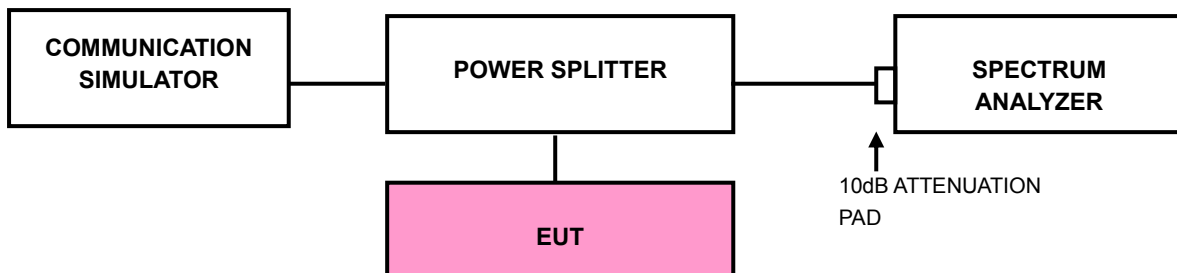 COMMUNICATION
SIMULATOR
POWER SPLITTER
SPECTRUM
ANALYZER
10dB ATTENUATION
PAD
EUT